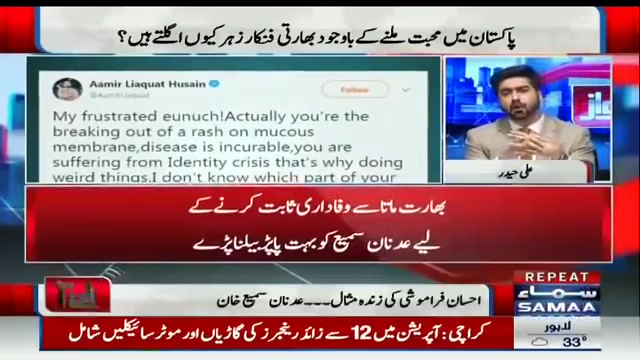 پاکستان میں محبت ملنے کے باوجود بھارتی فنکار زہر کیوں اگلتے ہیں؟
Aamir Liaquat Husain
@AamirLiaquat
Follow
My frustrated eunuch!Actually you're the
breaking out of a rash on mucous
membrane,disease is incurable,you are
suffering from Identity crisis that's why doing
weird things.I don't know which part of your
علی حیدر
بھارت ماتا سے وفاداری ثابت کرنے کے
لیے عدنان سمیع کو بہت پاپڑ بیلنا پڑے
احسان فراموشی کی زندہ مثال ۔۔۔ عدنان سمیع خان
کراچی: آپریشن میں 12 سے زائد رینجرز کی گاڑیاں اور موٹر سائیکلیں شامل
REPEAT
سماء
SAMAA
لاہور
33°